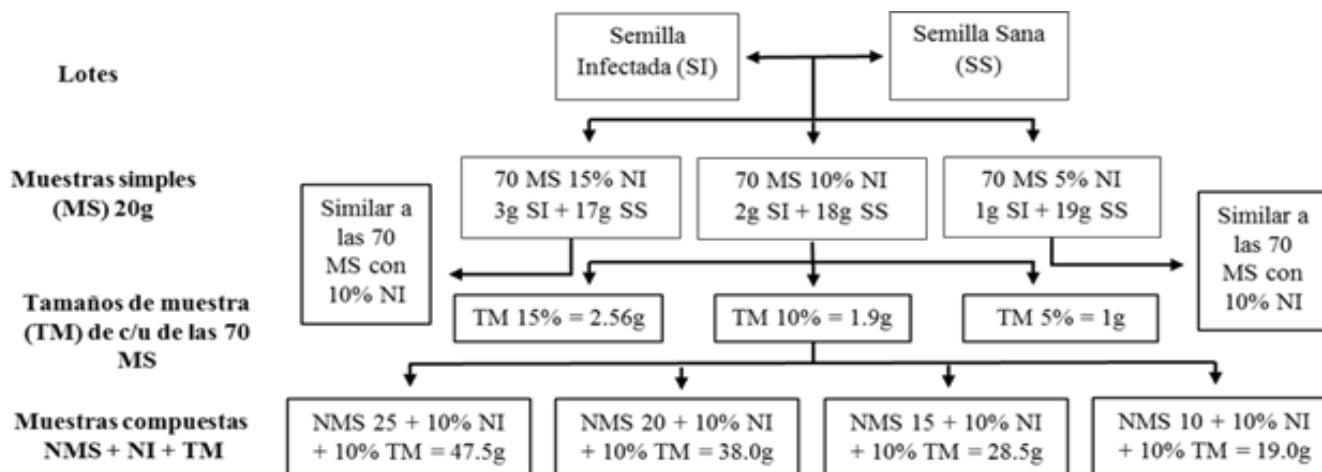 Lotes
Semilla
Infectada (SI)
Semilla Sana
(SS)
Muestras simples
(MS) 20g
Similar a
las 70
MS con
10% NI
70 MS 15% NI
3g SI + 17g SS
70 MS 10% NI
2g SI + 18g SS
70 MS 5% NI
1g SI + 19g SS
Similar a
las 70
MS con
10% NI
Tamaños de muestra
(TM) de c/u de las 70
MS
TM 15% = 2.56g
TM 10% = 1.9g
TM 5% = 1g
Muestras compuestas
NMS + NI + TM
NMS 25 + 10% NI
+ 10% TM = 47.5g
NMS 20 + 10% NI
+ 10% TM = 38.0g
NMS 15 + 10% NI
+ 10% TM = 28.5g
NMS 10 + 10% NI
+ 10% TM = 19.0g